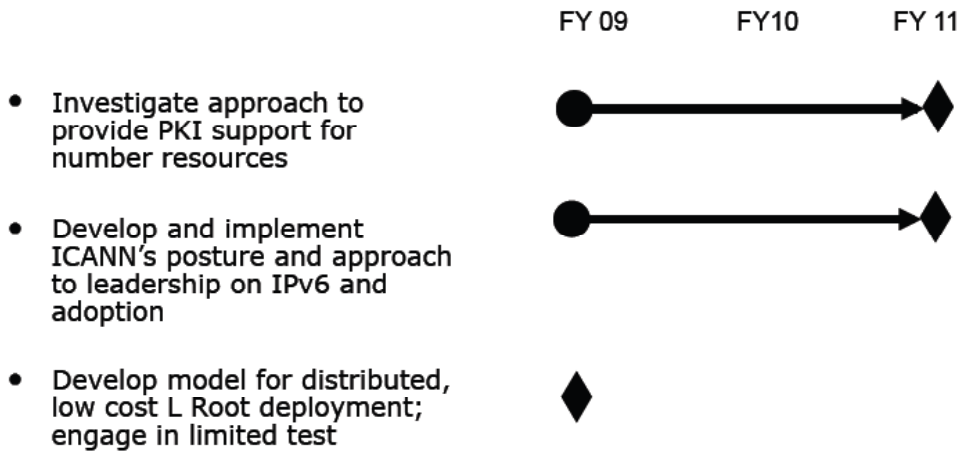 FY 09 FY10 FY 11
• Investigate approach to
provide PKI support for
number resources
• Develop and implement
ICANN's posture and approach
to leadership on IPv6 and
adoption
• Develop model for distributed,
low cost L Root deployment;
engage in limited test